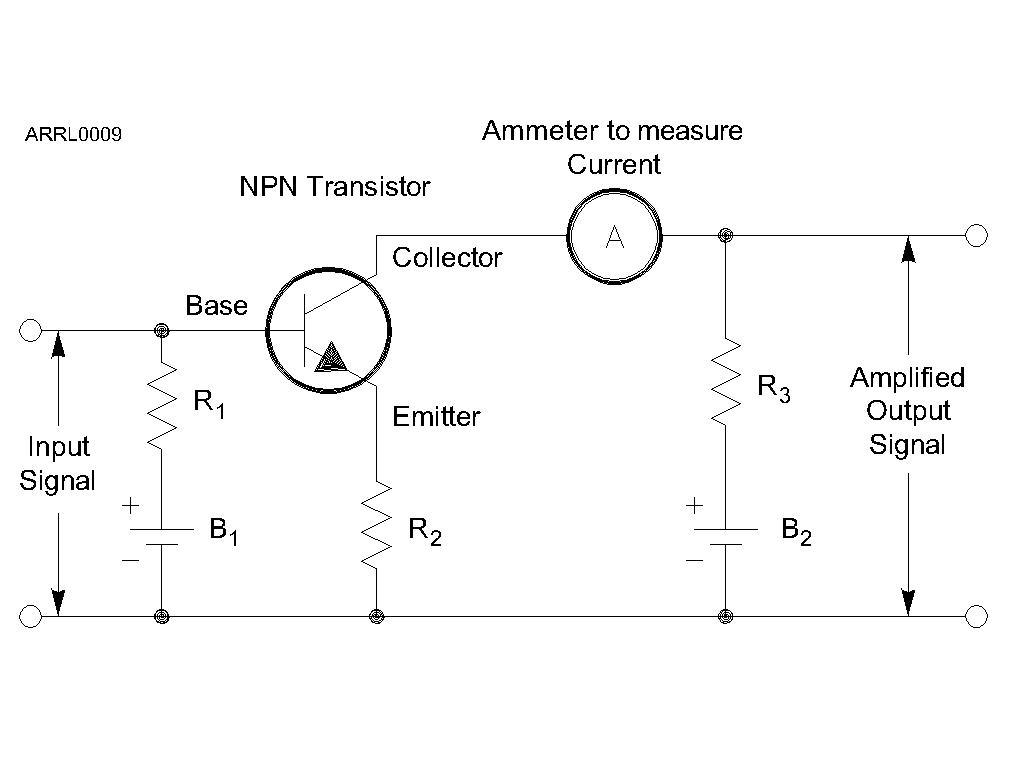 ARRL0009
Ammeter to measure
Current
NPN Transistor
A
Collector
Base
R1
Emitter
R3
Amplified
Output
Signal
Input
Signal
+
B1
−
R2
+
B2
−